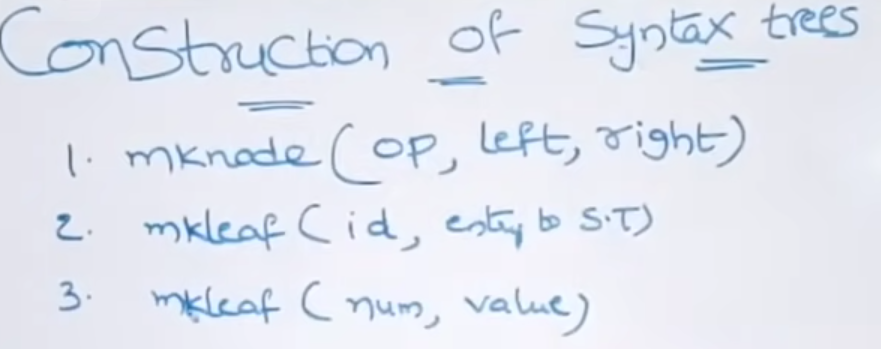 Construction of Syntax trees
1. mknode (op, left, right)
2. mkleaf (id, entry to S.T)
3. mkleaf (num, value)